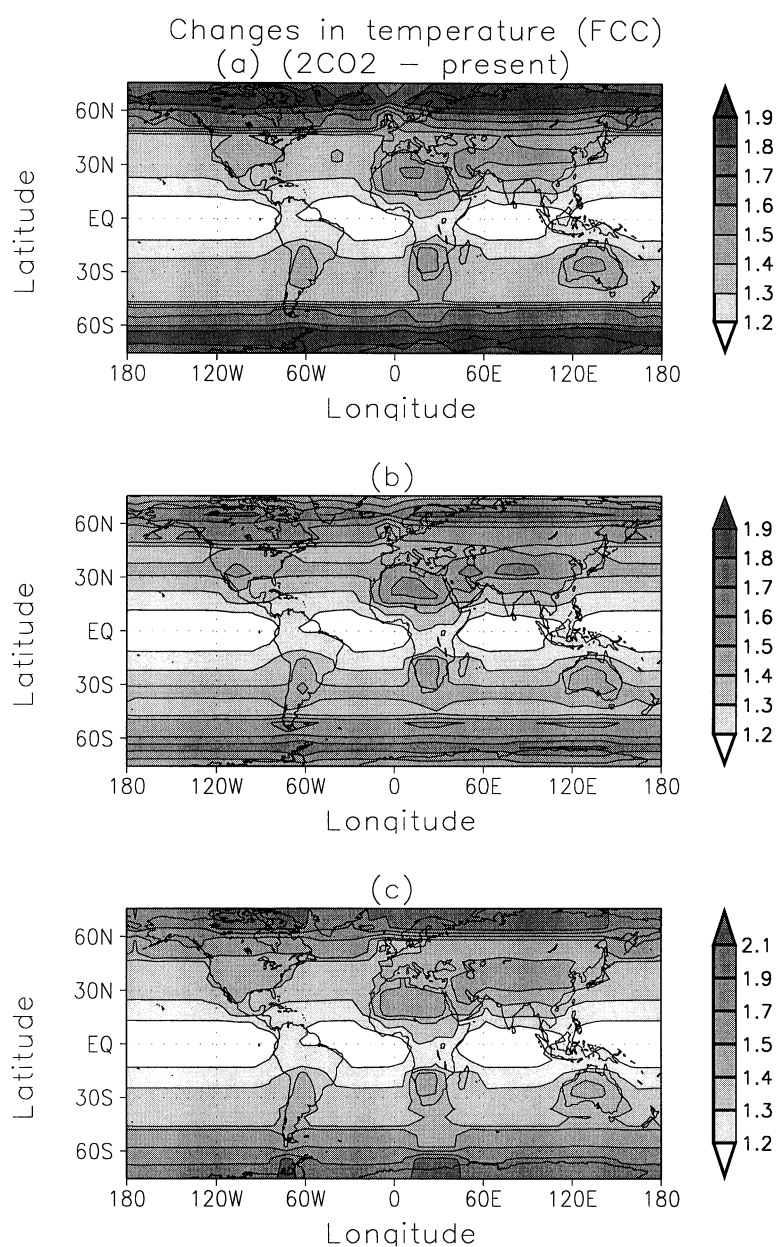 Changes in temperature (FCC)
(a) (2CO2 – present)
60N
30N
EQ
30S
60S
Latitude
180 120W 60W 0 60E 120E 180
Longitude
1.9
1.8
1.7
1.6
1.5
1.4
1.3
1.2
(b)
60N
30N
EQ
30S
60S
Latitude
180 120W 60W 0 60E 120E 180
Longitude
1.9
1.8
1.7
1.6
1.5
1.4
1.3
1.2
(c)
60N
30N
EQ
30S
60S
Latitude
180 120W 60W 0 60E 120E 180
Longitude
2.1
1.9
1.7
1.5
1.4
1.3
1.2